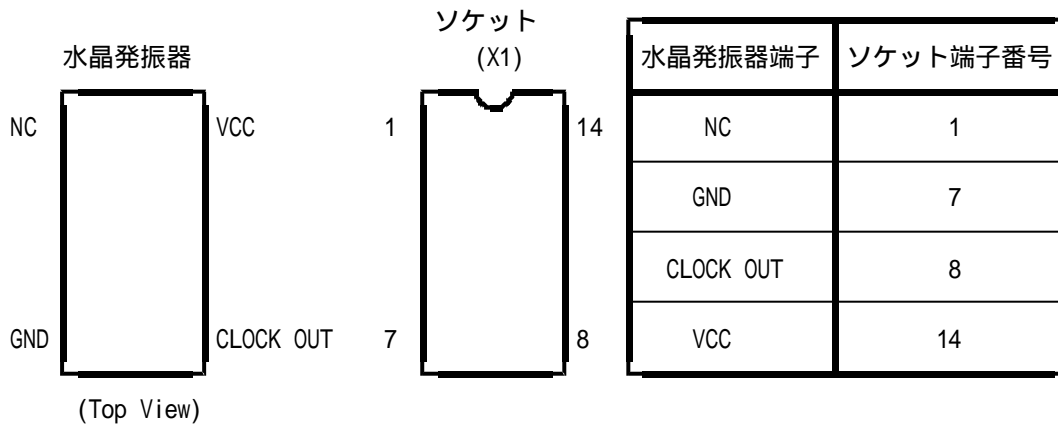 水晶発振器
NC
VCC
GND
CLOCK OUT
(Top View)
ソケット
(X1)
1
14
7
8
水晶発振器端子 ソケット端子番号
NC 1
GND 7
CLOCK OUT 8
VCC 14